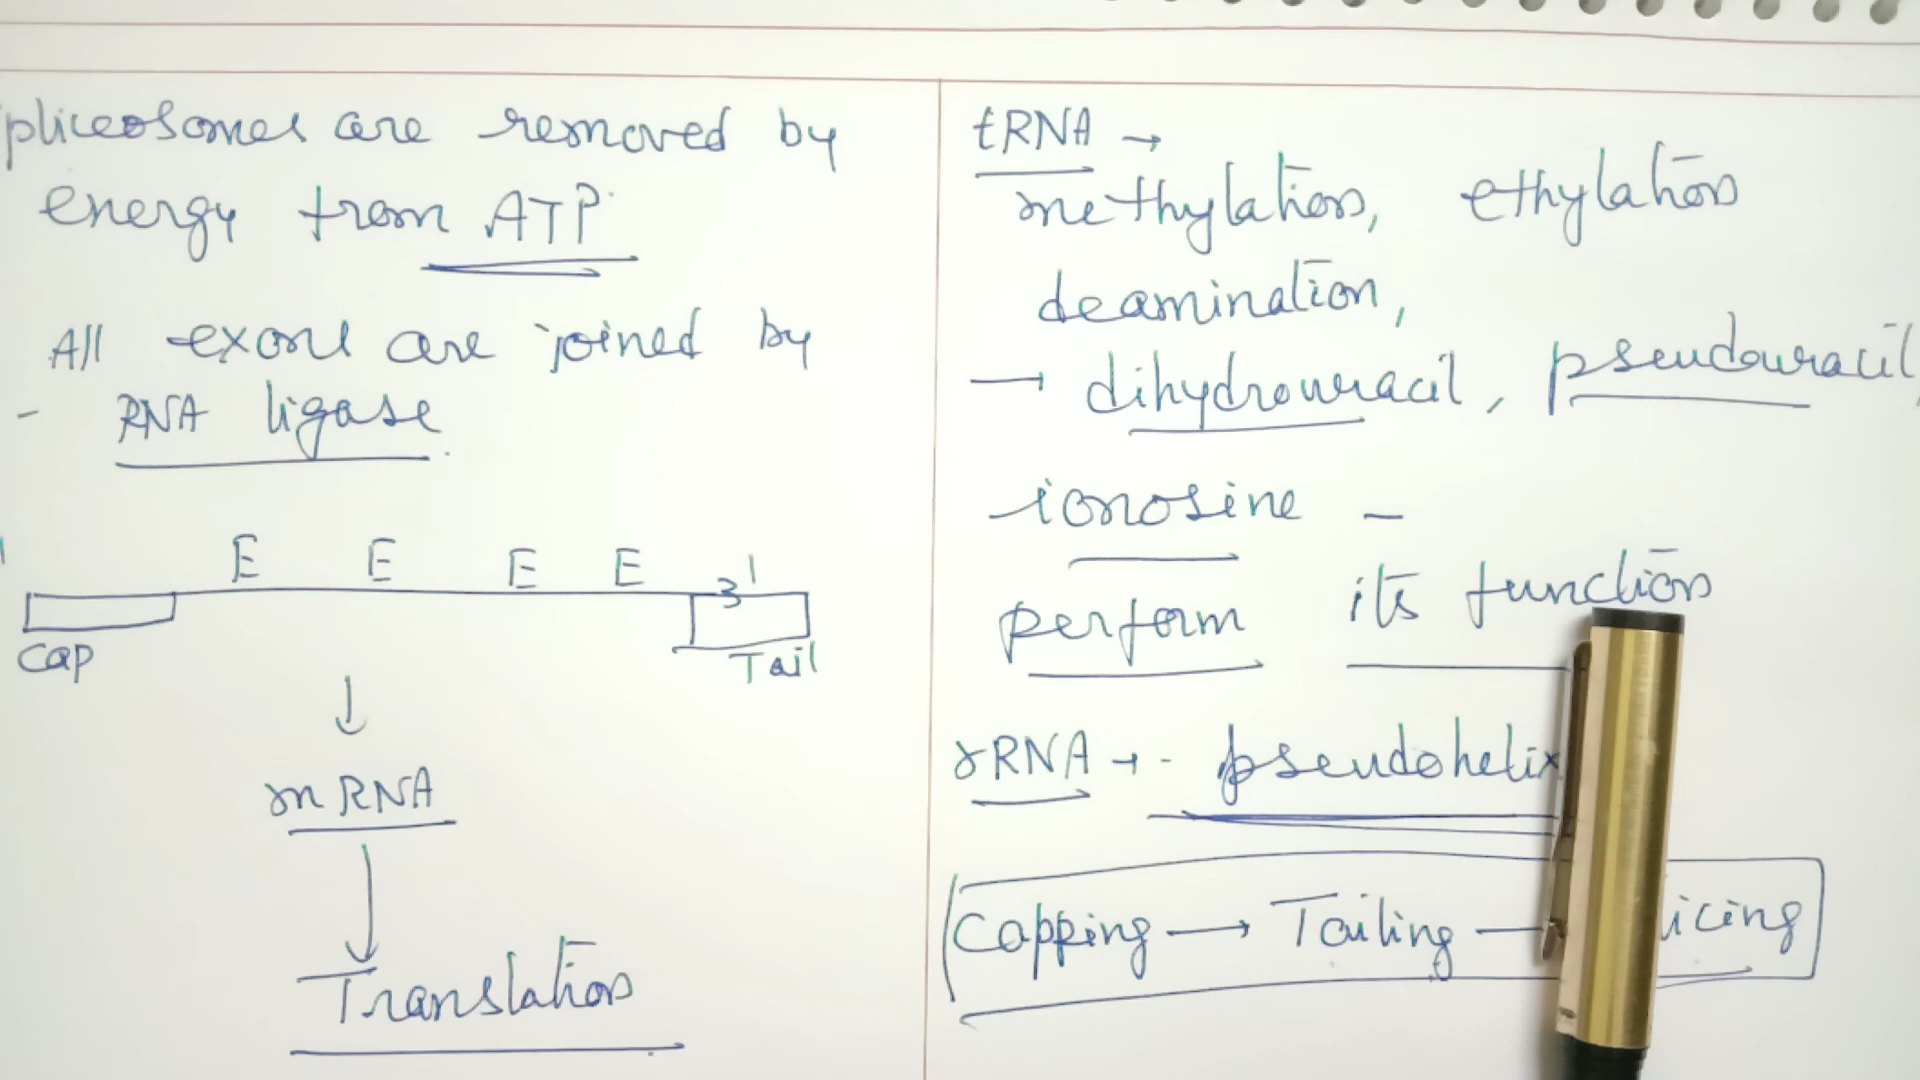 pliceosomes are removed by
energy from ATP
All exons are joined by
- RNA ligase
E E E E
3'
Cap
Tail
↓
mRNA
↓
Translation
tRNA →
methylation, ethylation
deamination,
→ dihydrouracil, pseudouracil,
ionosine -
perform its function
rRNA → - pseudohelix
Capping → Tailing → icing